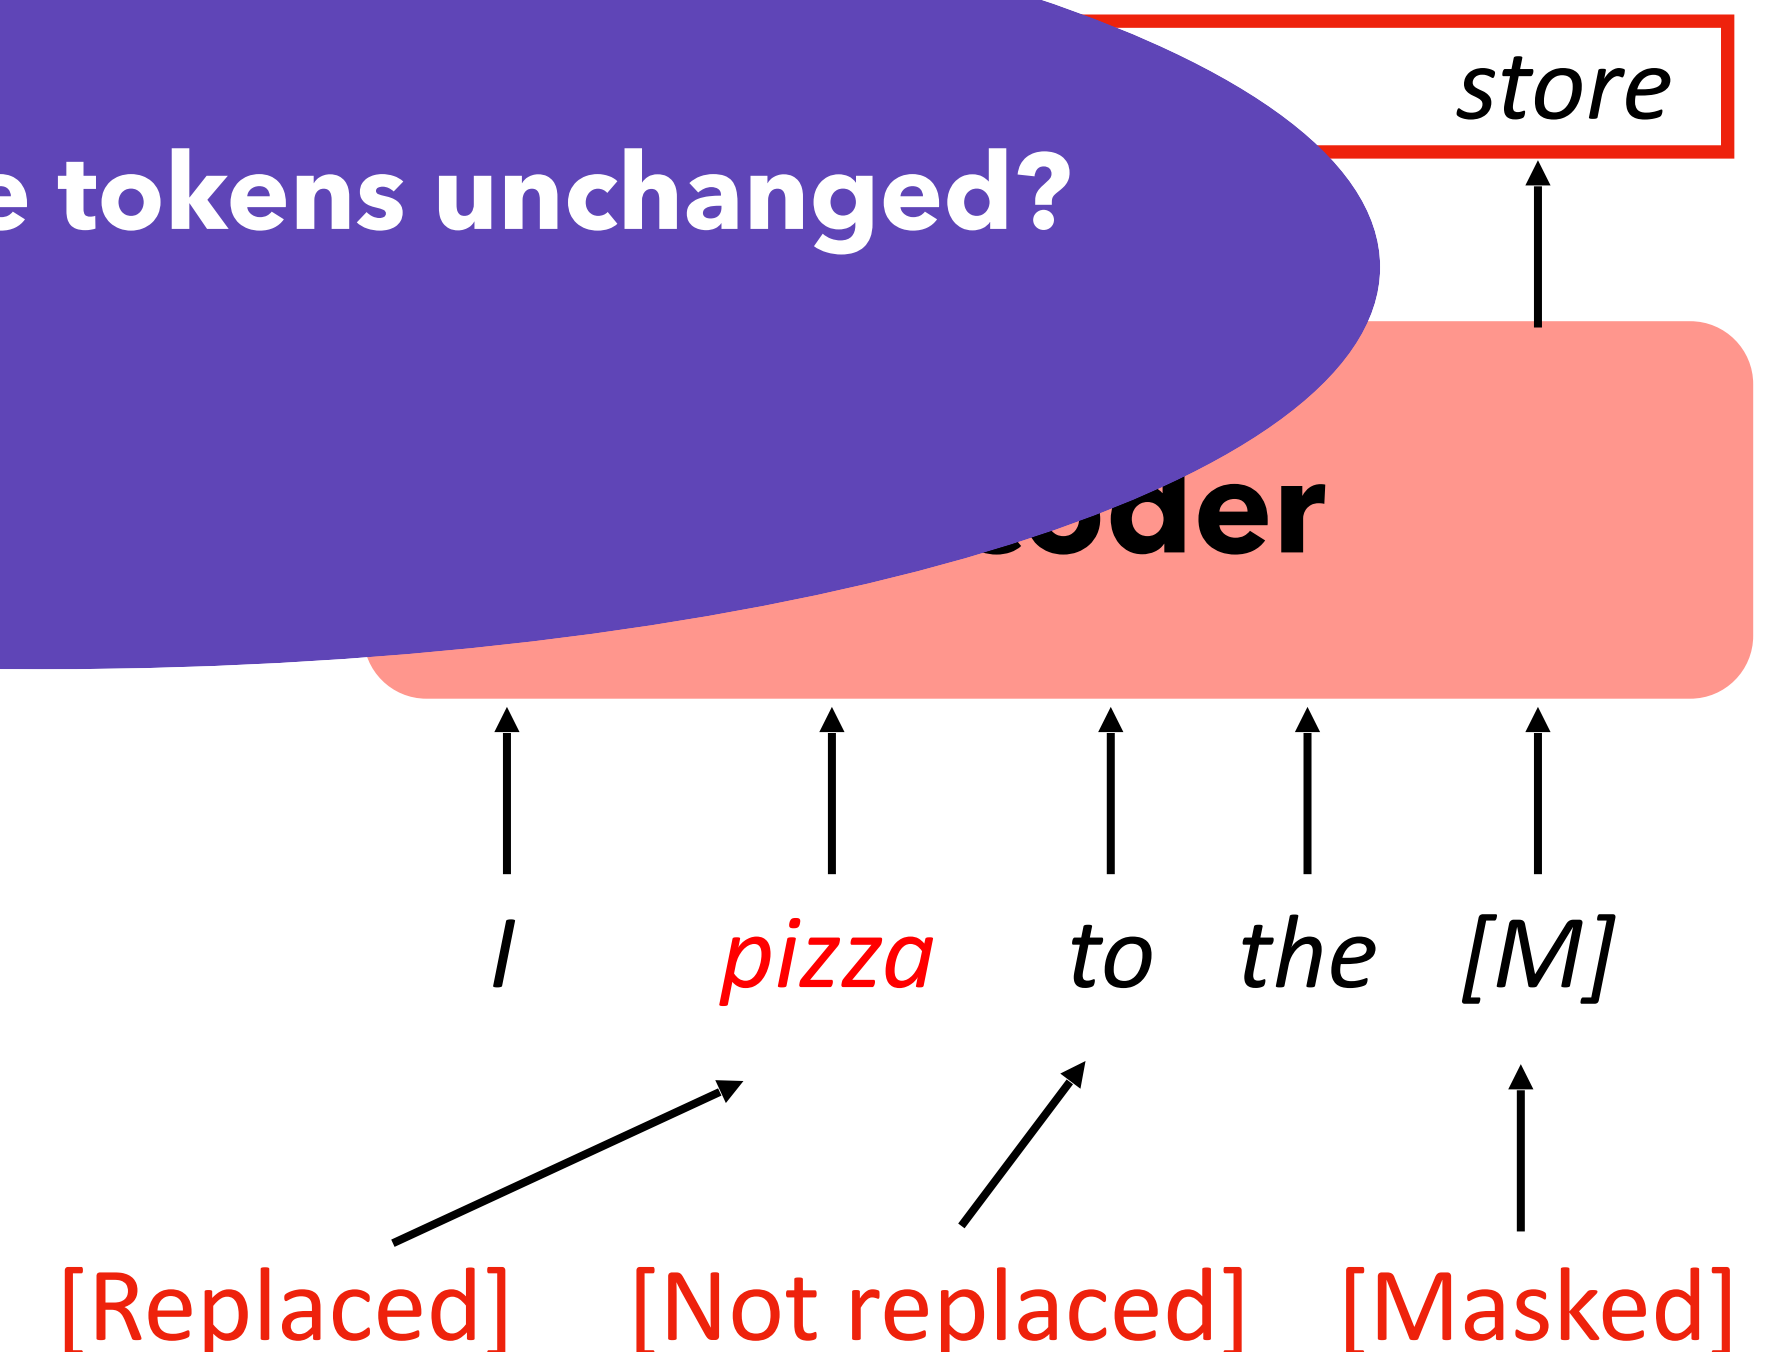 store
tokens unchanged?
I pizza to the [M]
[Replaced] [Not replaced] [Masked]